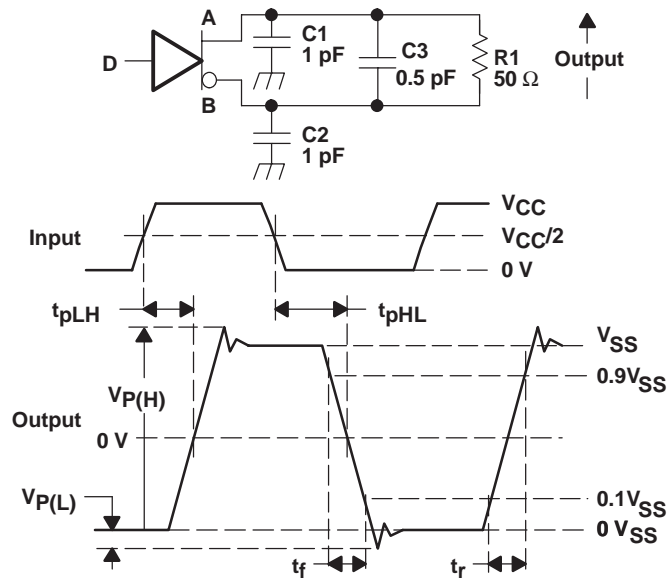 A
C1
1 pF
C3
0.5 pF
R1
50 Ω
Output
D
B
C2
1 pF
Input
VCC
VCC/2
0 V
tpLH
tpHL
VSS
0.9VSS
VP(H)
Output
0 V
VP(L)
0.1VSS
0 VSS
tf
tr